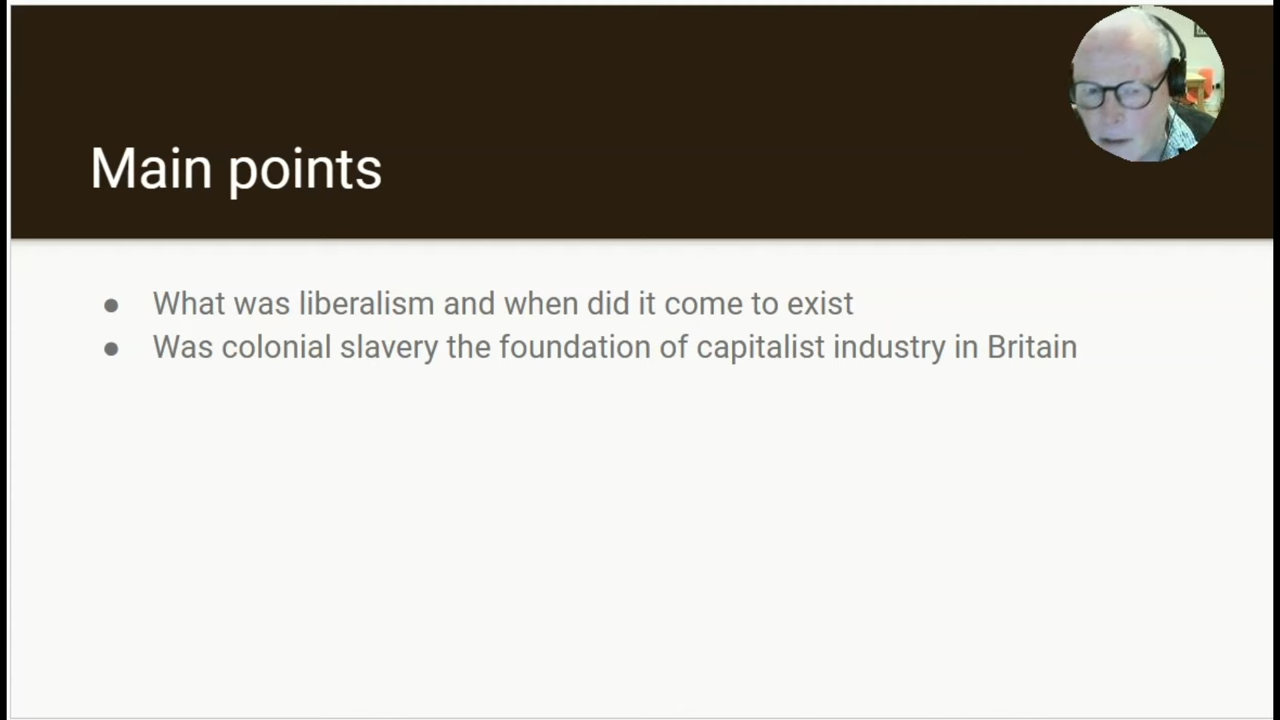 Main points
● What was liberalism and when did it come to exist
● Was colonial slavery the foundation of capitalist industry in Britain